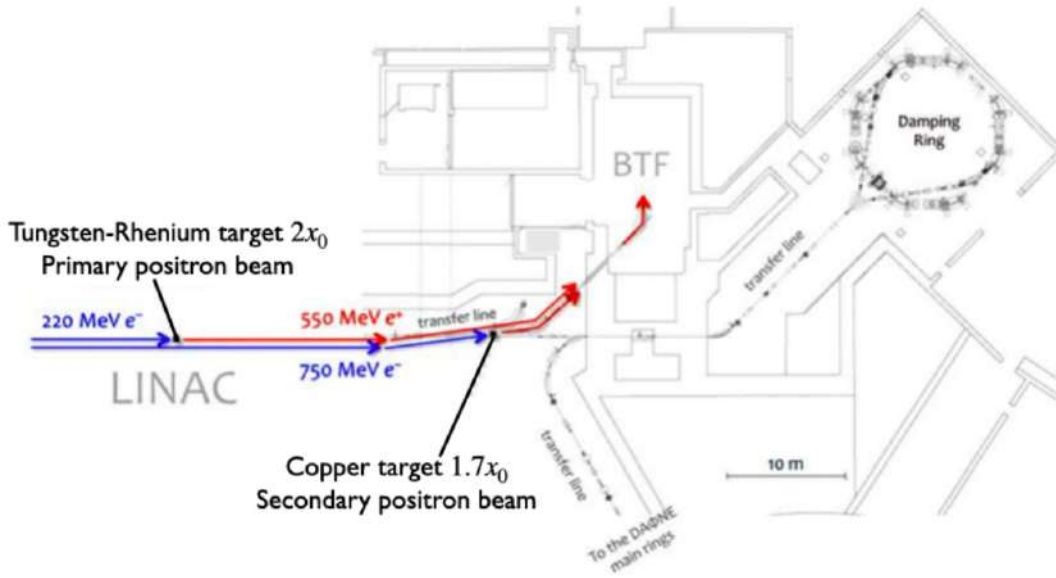 Damping
Ring
BTF
Tungsten-Rhenium target 2x₀
Primary positron beam
transfer line
220 MeV e⁻
550 MeV e⁺
transfer line
750 MeV e⁻
LINAC
Copper target 1.7x₀
Secondary positron beam
transfer line
10 m
To the DAΦNE
main rings